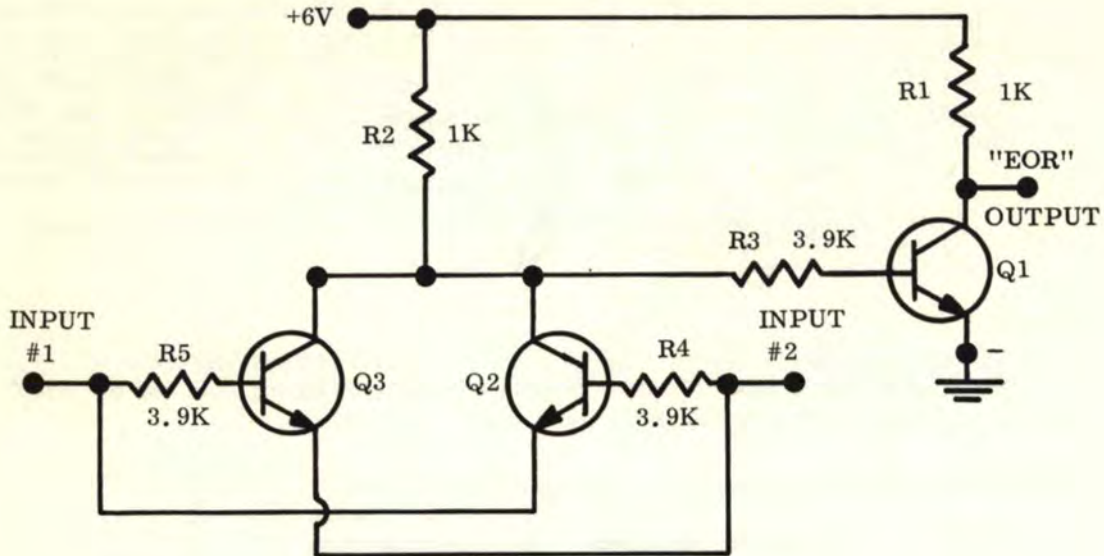 +6V
R1 1K
R2 1K
"EOR"
OUTPUT
R3 3.9K
Q1
INPUT
#1
R5
3.9K
Q3
Q2
R4
3.9K
INPUT
#2
-